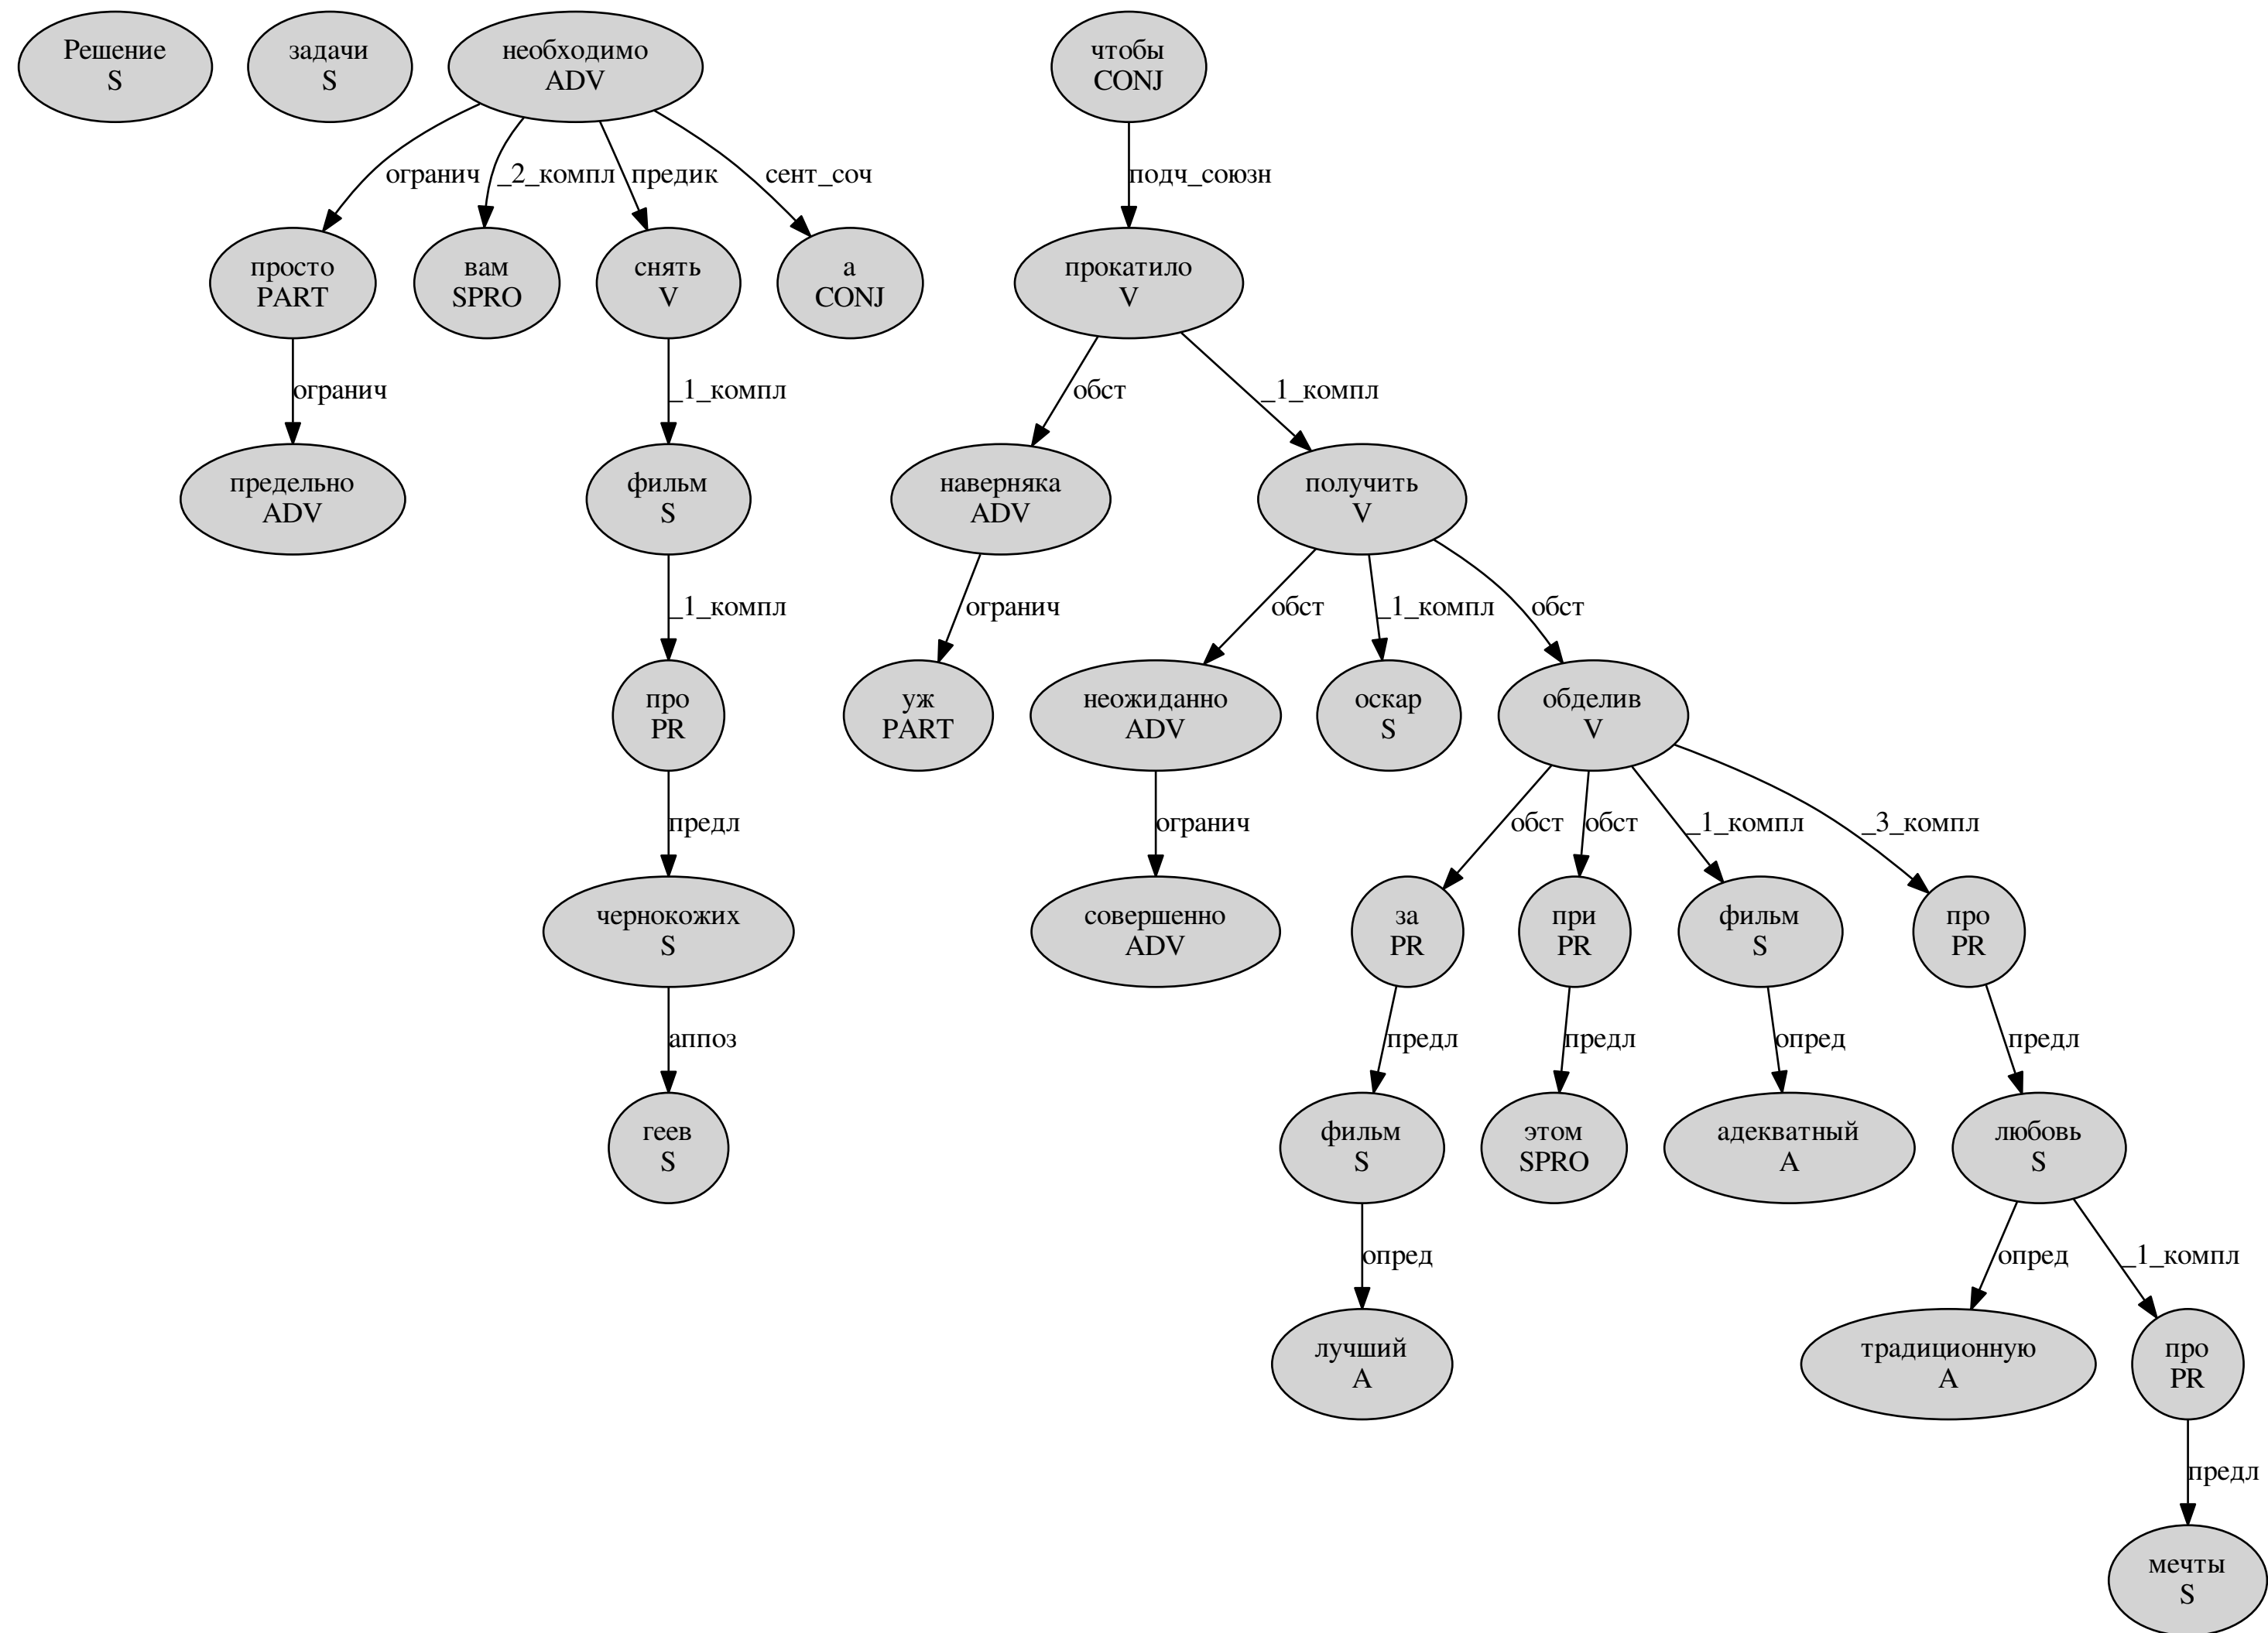 Решение
S
задачи
S
необходимо
ADV
чтобы
CONJ
огранич
_2_компл
предик
сент_соч
подч_союзн
просто
PART
вам
SPRO
снять
V
а
CONJ
прокатило
V
огранич
_1_компл
обст
_1_компл
предельно
ADV
фильм
S
наверняка
ADV
получить
V
_1_компл
огранич
обст
_1_компл
обст
про
PR
уж
PART
неожиданно
ADV
оскар
S
обделив
V
предл
огранич
обст
обст
_1_компл
_3_компл
чернокожих
S
совершенно
ADV
за
PR
при
PR
фильм
S
про
PR
аппоз
предл
предл
опред
предл
геев
S
фильм
S
этом
SPRO
адекватный
A
любовь
S
опред
опред
_1_компл
лучший
A
традиционную
A
про
PR
предл
мечты
S